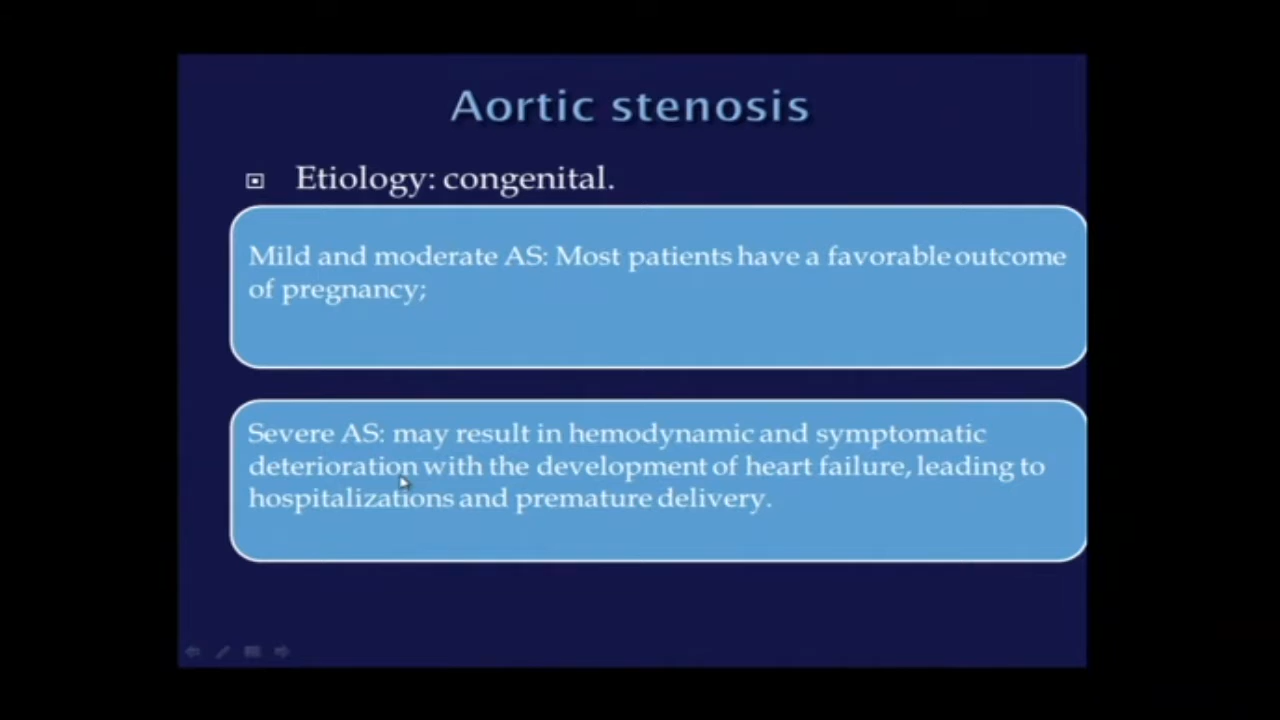 Aortic stenosis
Etiology: congenital.
Mild and moderate AS: Most patients have a favorable outcome
of pregnancy;
Severe AS: may result in hemodynamic and symptomatic
deterioration with the development of heart failure, leading to
hospitalizations and premature delivery.